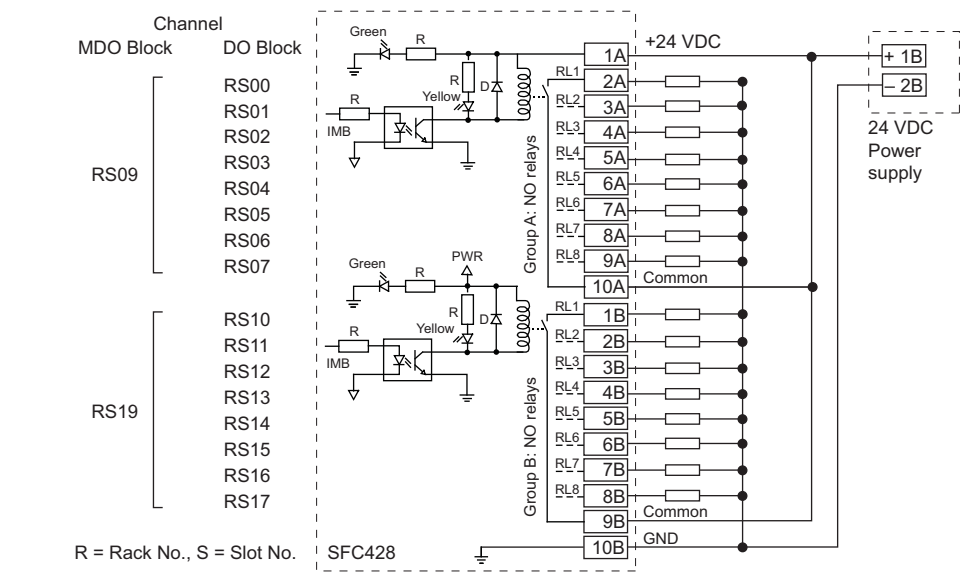 Channel
MDO Block
DO Block
RS09
RS00
RS01
RS02
RS03
RS04
RS05
RS06
RS07
RS19
RS10
RS11
RS12
RS13
RS14
RS15
RS16
RS17
R = Rack No., S = Slot No.
SFC428
Green
R
R
Yellow
D
R
IMB
Group A: NO relays
RL1
RL2
RL3
RL4
RL5
RL6
RL7
RL8
1A
2A
3A
4A
5A
6A
7A
8A
9A
10A
+24 VDC
Common
Green
R
PWR
R
Yellow
D
R
IMB
Group B: NO relays
RL1
RL2
RL3
RL4
RL5
RL6
RL7
RL8
1B
2B
3B
4B
5B
6B
7B
8B
9B
10B
Common
GND
+ 1B
– 2B
24 VDC
Power
supply